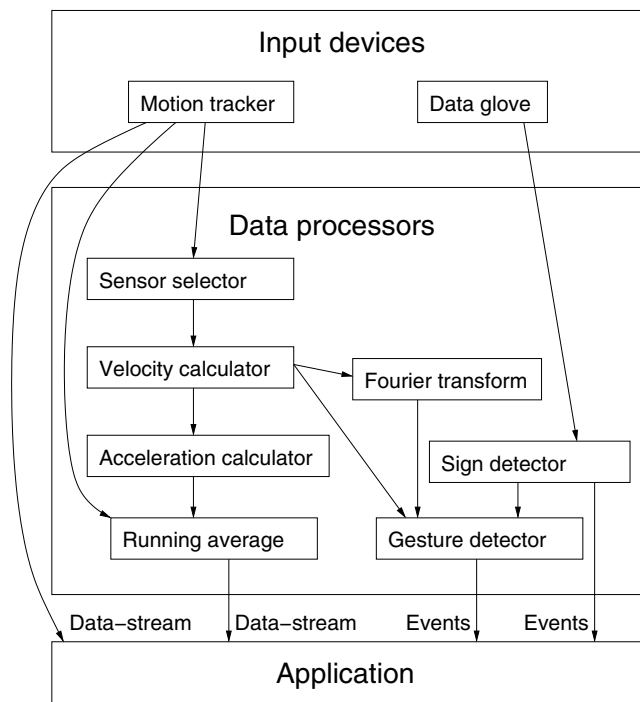 Input devices
Motion tracker
Data glove
Data processors
Sensor selector
Velocity calculator
Fourier transform
Acceleration calculator
Sign detector
Running average
Gesture detector
Data−stream
Data−stream
Events
Events
Application